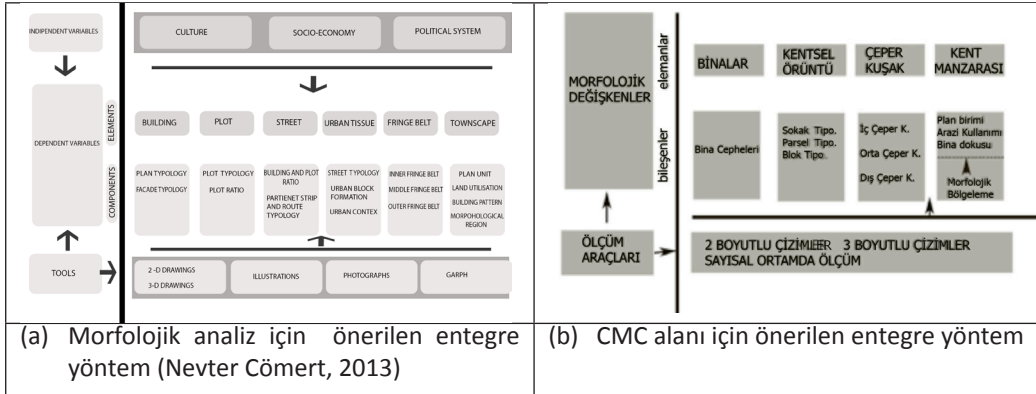 INDIPENDENT VARIABLES
CULTURE
SOCIO-ECONOMY
POLITICAL SYSTEM
DEPENDENT VARIABLES
ELEMENTS
BUILDING
PLOT
STREET
URBAN TISSUE
FRINGE BELT
TOWNSCAPE
COMPONENTS
PLAN TYPOLOGY
FACADE TYPOLOGY
PLOT TYPOLOGY
PLOT RATIO
BUILDING AND PLOT
RATIO
PARTIENET STRIP
AND ROUTE
TYPOLOGY
STREET TYPOLOGY
URBAN BLOCK
FORMATION
URBAN CONTEX
INNER FRINGE BELT
MIDDLE FRINGE BELT
OUTER FRINGE BELT
PLAN UNIT
LAND UTILISATION
BUILDING PATTERN
MORPOHOLOGICAL
REGION
TOOLS
2 -D DRAWINGS
3-D DRAWINGS
ILLUSTRATIONS
PHOTOGRAPHS
GARPH
(a) Morfolojik analiz için önerilen entegre
yöntem (Nevter Cömert, 2013)
MORFOLOJİK
DEĞİŞKENLER
elemanlar
BİNALAR
KENTSEL
ÖRÜNTÜ
ÇEPER
KUŞAK
KENT
MANZARASI
bileşenler
Bina Cepheleri
Sokak Tipo.
Parsel Tipo.
Blok Tipo.
İç Çeper K.
Orta Çeper K.
Dış Çeper K.
Plan birimi
Arazi Kullanımı
Bina dokusu
Morfolojik
Bölgeleme
ÖLÇÜM
ARAÇLARI
2 BOYUTLU ÇİZİMLER 3 BOYUTLU ÇİZİMLER
SAYISAL ORTAMDA ÖLÇÜM
(b) CMC alanı için önerilen entegre yöntem